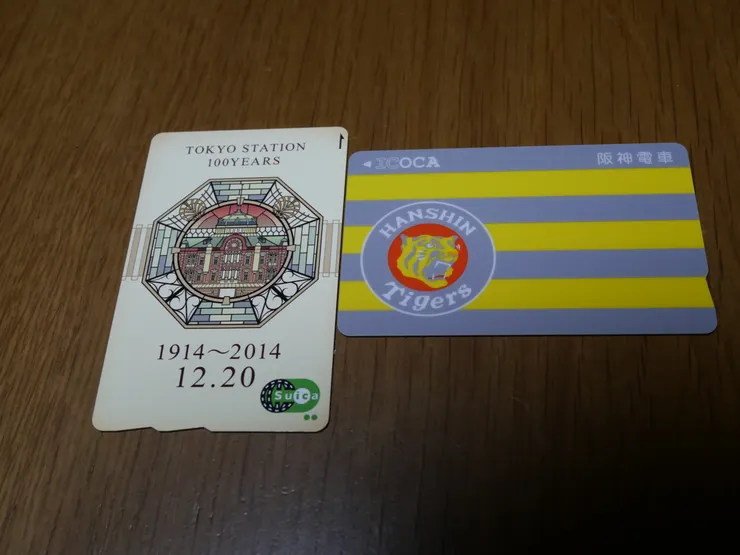 TOKYO STATION
100YEARS
1914～2014
12.20
Suica
ICOCA
阪神電車
HANSHIN
Tigers